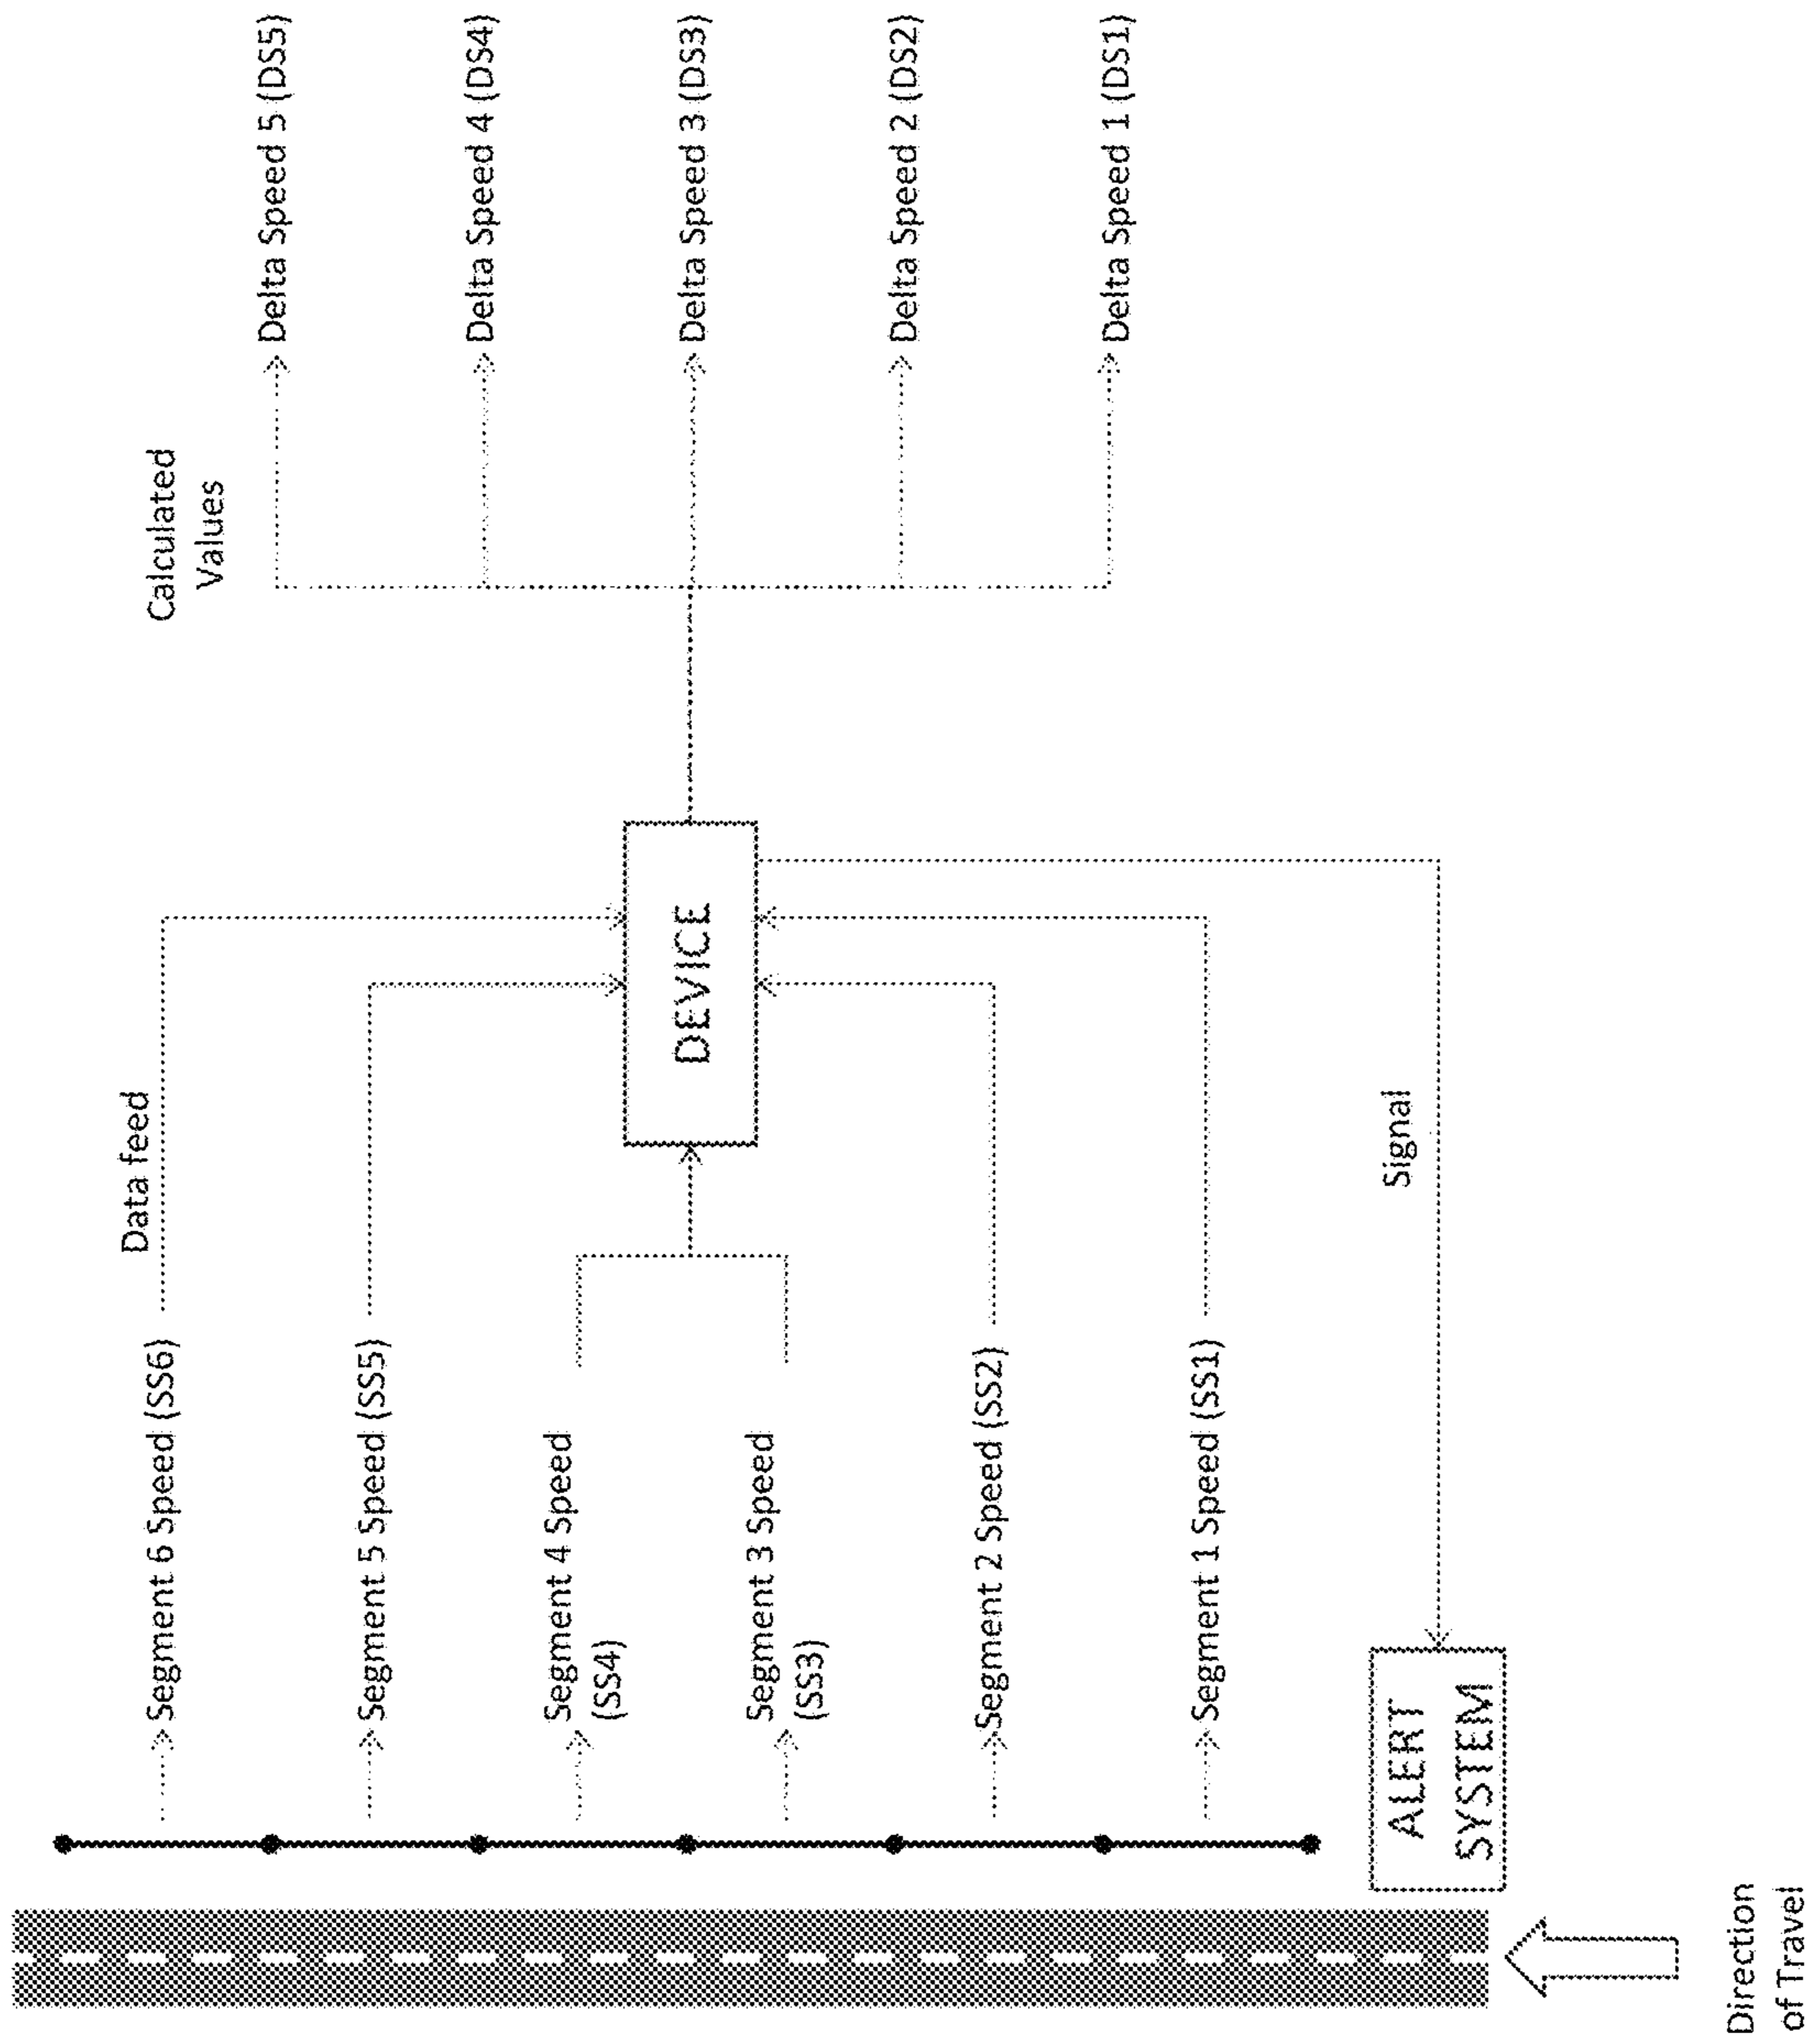 Calculated
Values
Delta Speed 5 (DS5)
Delta Speed 4 (DS4)
Delta Speed 3 (DS3)
Delta Speed 2 (DS2)
Delta Speed 1 (DS1)
Data feed
DEVICE
Signal
Segment 6 Speed (SS6)
Segment 5 Speed (SS5)
Segment 4 Speed
(SS4)
Segment 3 Speed
(SS3)
Segment 2 Speed (SS2)
Segment 1 Speed (SS1)
ALERT
SYSTEM
Direction
of Travel